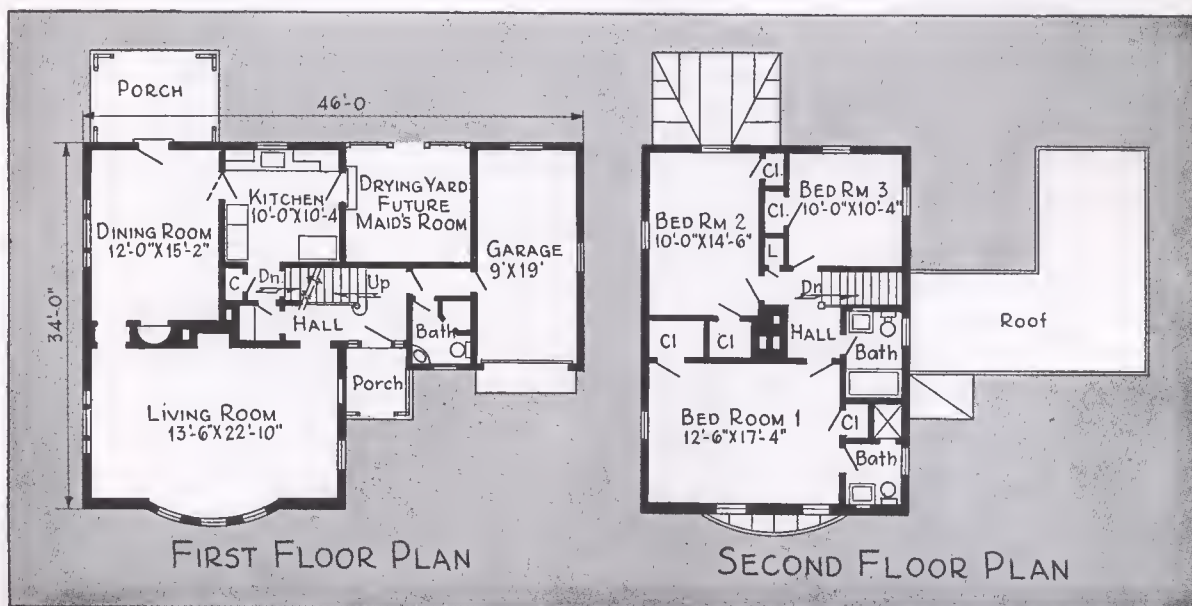 PORCH
46'-0
34'-0"
DINING ROOM
12'-0"X15'-2"
KITCHEN
10'-0"X10'-4
DRYING YARD
FUTURE
MAID'S ROOM
GARAGE
9'X19'
C
Dn.
Up
HALL
Bath
Porch
LIVING ROOM
13'-6"X22'-10"
FIRST FLOOR PLAN
BED RM 2
10'-0"X14'-6"
Cl.
Cl.
L
BED RM 3
10'-0"X10'-4"
Dn
HALL
Cl
Cl
Bath
Roof
BED ROOM 1
12'-6"X17'-4"
Cl
Bath
SECOND FLOOR PLAN